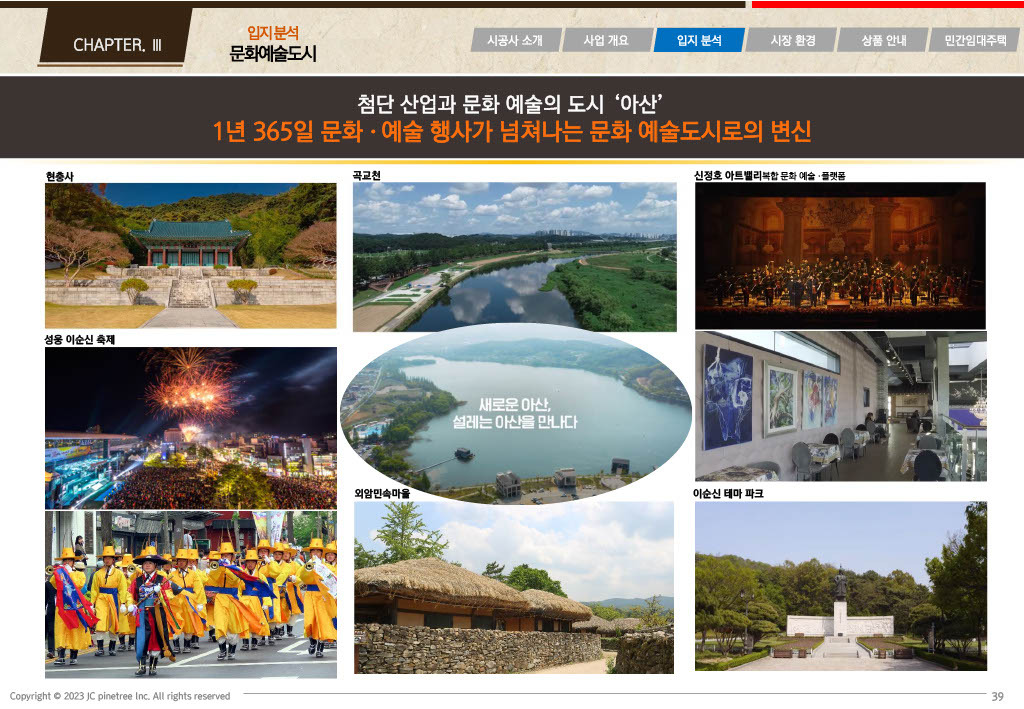 CHAPTER. Ⅲ
입지 분석
문화예술도시
시공사 소개
사업 개요
입지 분석
시장 환경
상품 안내
민간임대주택
첨단 산업과 문화 예술의 도시 ‘아산’
1년 365일 문화 · 예술 행사가 넘쳐나는 문화 예술도시로의 변신
현충사
곡교천
신정호 아트밸리복합 문화 예술 ·플랫폼
성웅 이순신 축제
새로운 아산,
설레는 아산을 만나다
외암민속마을
이순신 테마 파크
Copyright © 2023 JC pinetree Inc. All rights reserved
39